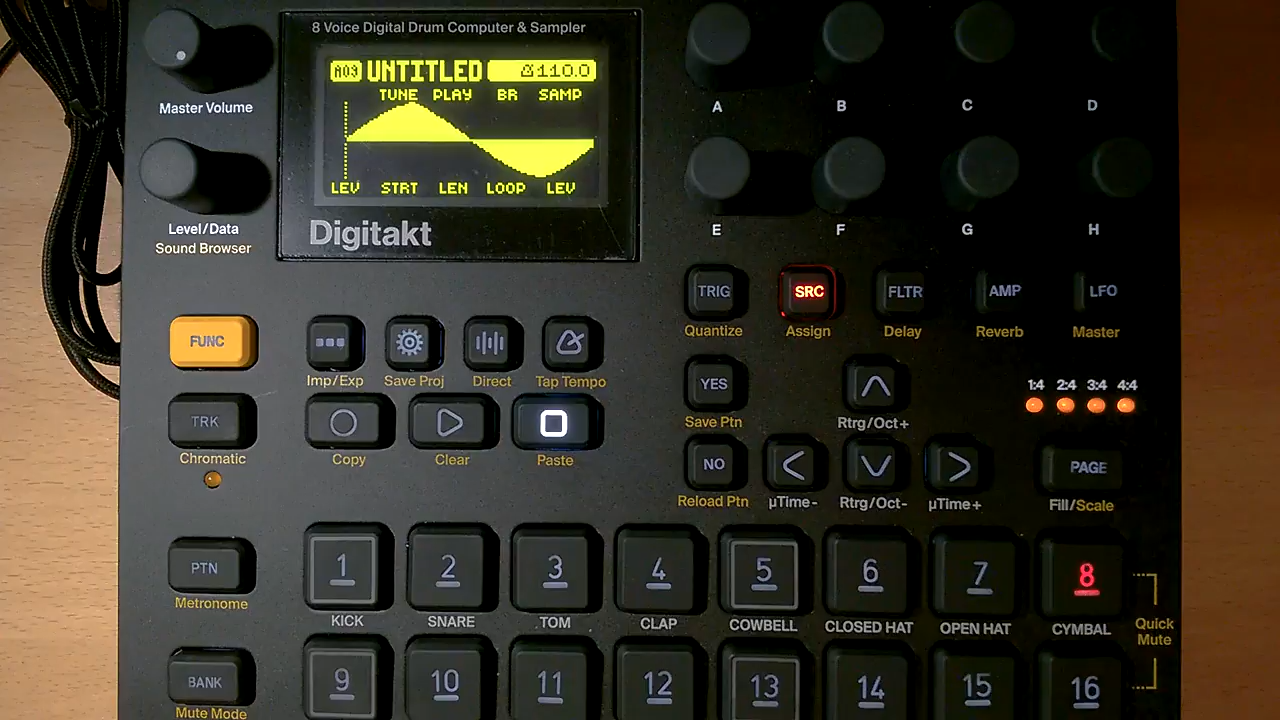 8 Voice Digital Drum Computer & Sampler
A03 UNTITLED 110.0
TUNE PLAY BR SAMP
LEV STRT LEN LOOP LEV
Digitakt
Master Volume
Level/Data
Sound Browser
A B C D
E F G H
TRIG SRC FLTR AMP LFO
Quantize Assign Delay Reverb Master
FUNC
Imp/Exp Save Proj Direct Tap Tempo
YES
Save Ptn
Rtrg/Oct+
1:4 2:4 3:4 4:4
TRK
Chromatic
Copy Clear Paste
NO
Reload Ptn µTime- Rtrg/Oct- µTime+
PAGE
Fill/Scale
PTN
Metronome
1 2 3 4 5 6 7 8
KICK SNARE TOM CLAP COWBELL CLOSED HAT OPEN HAT CYMBAL
Quick
Mute
BANK
Mute Mode
9 10 11 12 13 14 15 16